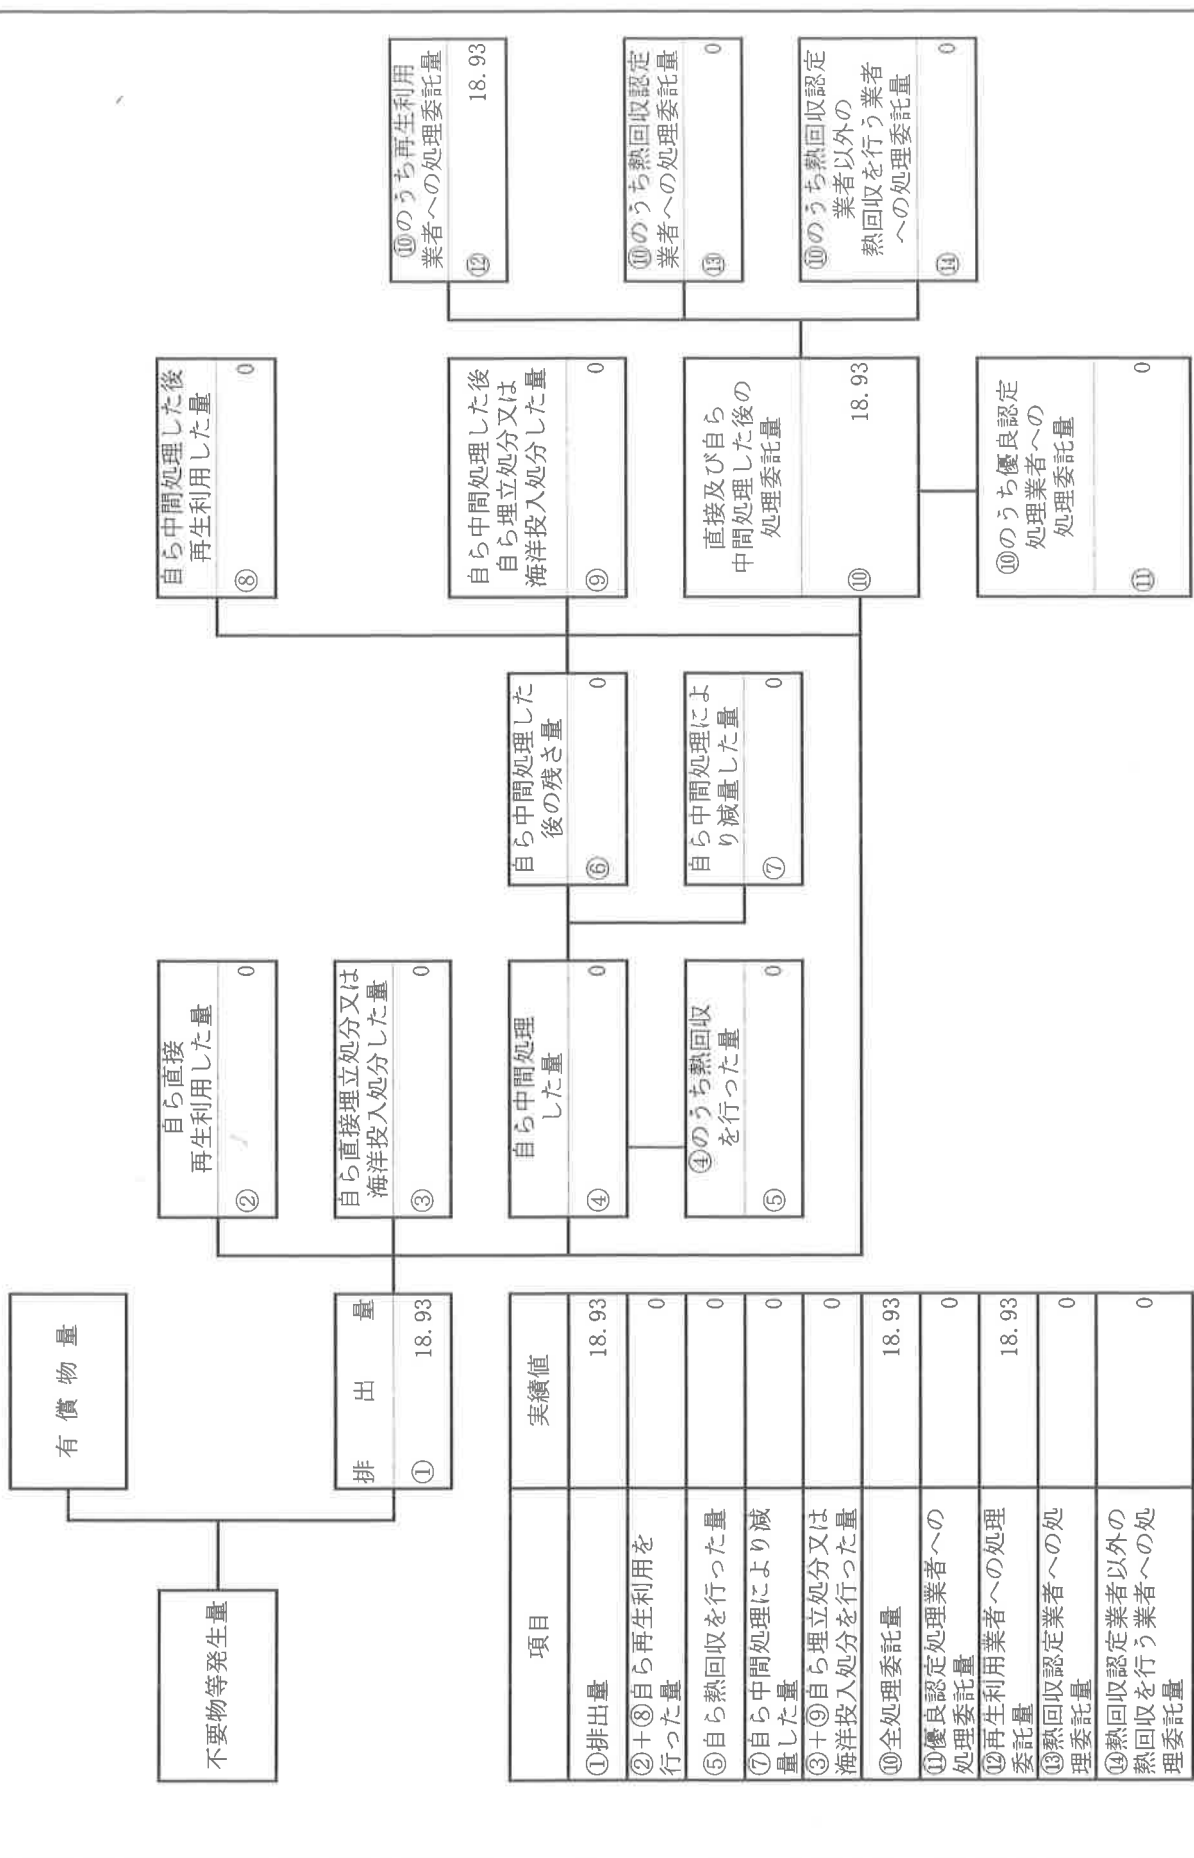 有償物量
不要物等発生量
排出量
① 18.93
自ら直接
再生利用した量
② 0
自ら直接埋立処分又は
海洋投入処分した量
③ 0
自ら中間処理
した量
④ 0
④のうち熱回収
を行った量
⑤ 0
自ら中間処理した
後の残さ量
⑥ 0
自ら中間処理によ
り減量した量
⑦ 0
自ら中間処理した後
再生利用した量
⑧ 0
自ら中間処理した後
自ら埋立処分又は
海洋投入処分した量
⑨ 0
直接及び自ら
中間処理した後の
処理委託量
⑩ 18.93
⑩のうち優良認定
処理業者への
処理委託量
⑪ 0
⑩のうち再生利用
業者への処理委託量
⑫ 18.93
⑩のうち熱回収認定
業者への処理委託量
⑬ 0
⑩のうち熱回収認定
業者以外の
熱回収を行う業者
への処理委託量
⑭ 0
項目 実績値
①排出量 18.93
②+⑧自ら再生利用を
行った量 0
⑤自ら熱回収を行った量 0
⑦自ら中間処理により減
量した量 0
③+⑨自ら埋立処分又は
海洋投入処分を行った量 0
⑩全処理委託量 18.93
⑪優良認定処理業者への
処理委託量 0
⑫再生利用業者への処理
委託量 18.93
⑬熱回収認定業者への処
理委託量 0
⑭熱回収認定業者以外の
熱回収を行う業者への処
理委託量 0